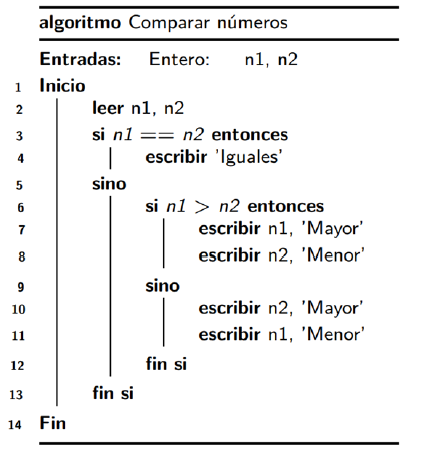 algoritmo Comparar números
Entradas: Entero: n1, n2
1 Inicio
2 leer n1, n2
3 si n1 == n2 entonces
4 escribir 'Iguales'
5 sino
6 si n1 > n2 entonces
7 escribir n1, 'Mayor'
8 escribir n2, 'Menor'
9 sino
10 escribir n2, 'Mayor'
11 escribir n1, 'Menor'
12 fin si
13 fin si
14 Fin